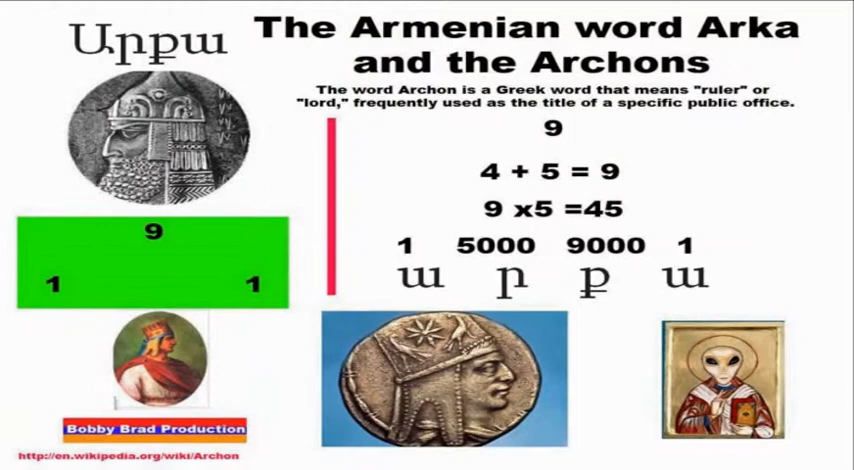 Արքա
The Armenian word Arka
and the Archons
The word Archon is a Greek word that means "ruler" or
"lord," frequently used as the title of a specific public office.
9
4 + 5 = 9
9 x5 =45
1 5000 9000 1
ա ր ք ա
9
1 1
Bobby Brad Production
http://en.wikipedia.org/wiki/Archon